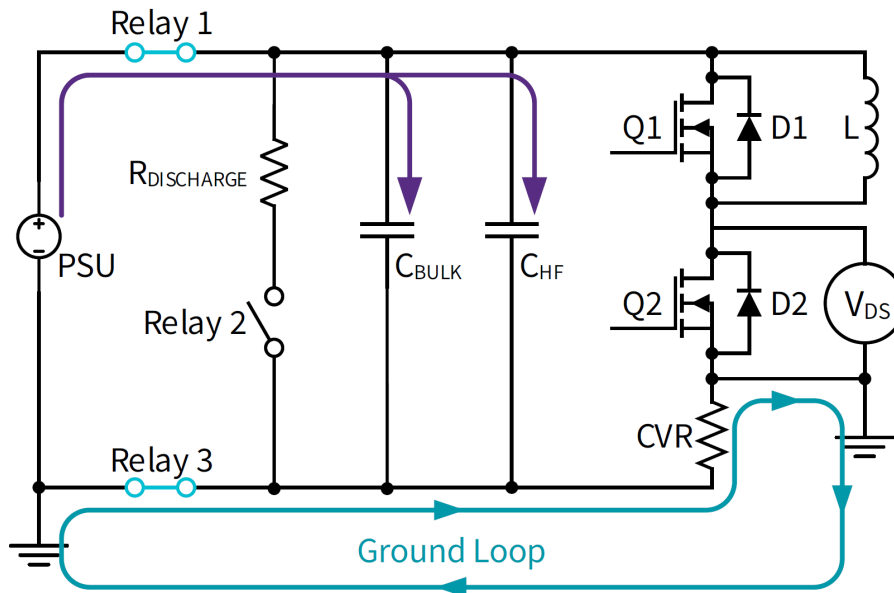 Relay 1
Q1
D1
L
RDISCHARGE
+
−
PSU
CBULK
CHF
Relay 2
Q2
D2
VDS
CVR
Relay 3
Ground Loop